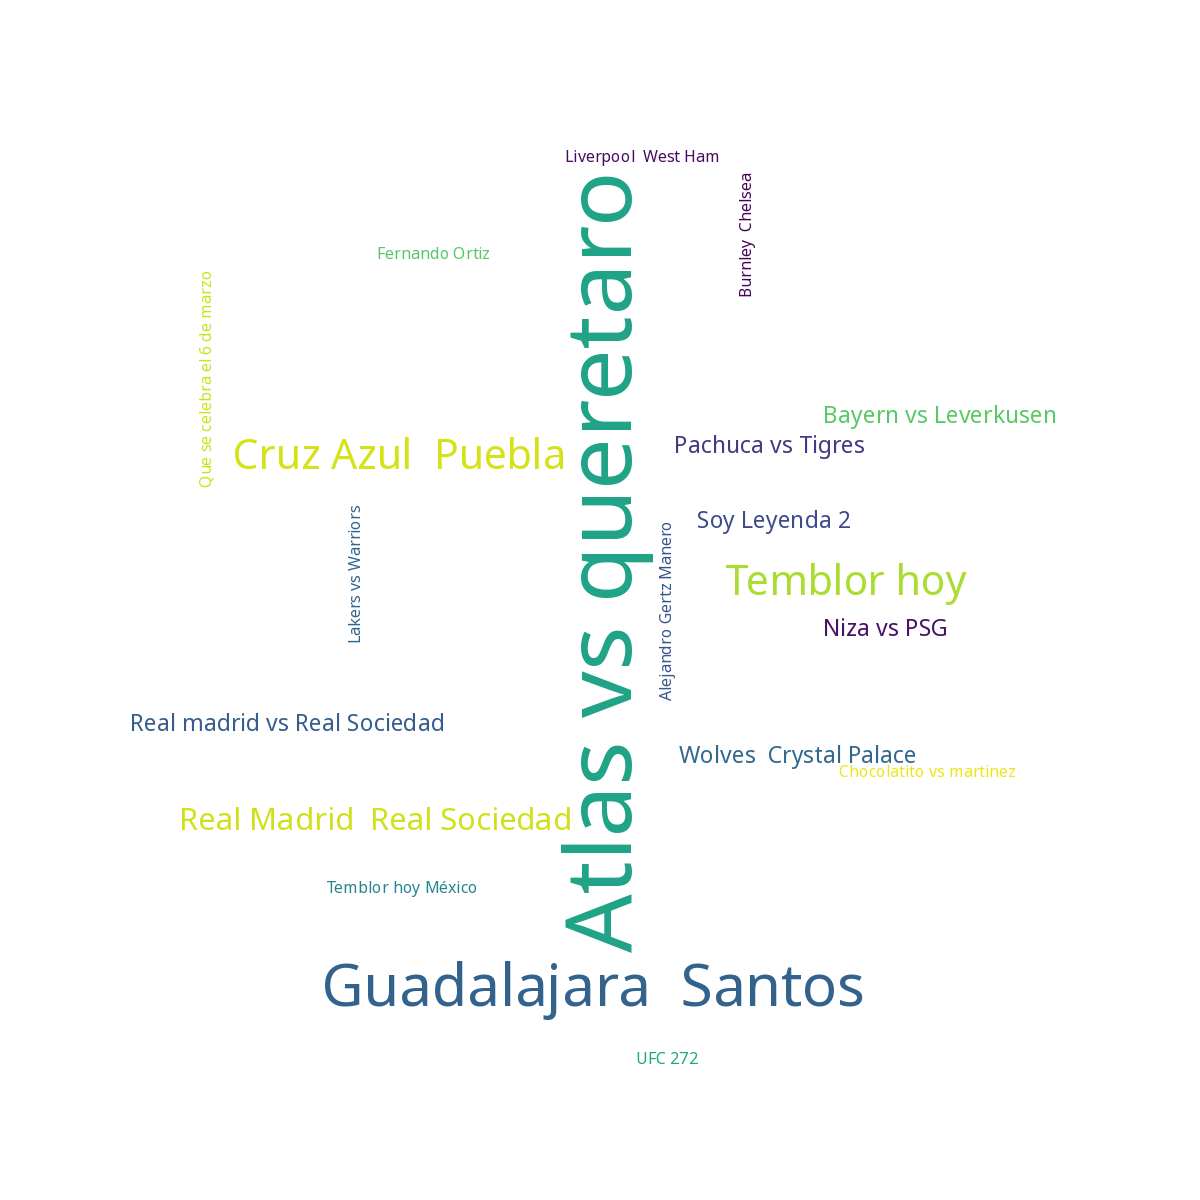 Liverpool West Ham
Burnley Chelsea
Atlas vs queretaro
Fernando Ortiz
Que se celebra el 6 de marzo
Bayern vs Leverkusen
Cruz Azul Puebla
Pachuca vs Tigres
Lakers vs Warriors
Soy Leyenda 2
Alejandro Gertz Manero
Temblor hoy
Niza vs PSG
Real madrid vs Real Sociedad
Wolves Crystal Palace
Chocolatito vs martinez
Real Madrid Real Sociedad
Temblor hoy México
Guadalajara Santos
UFC 272